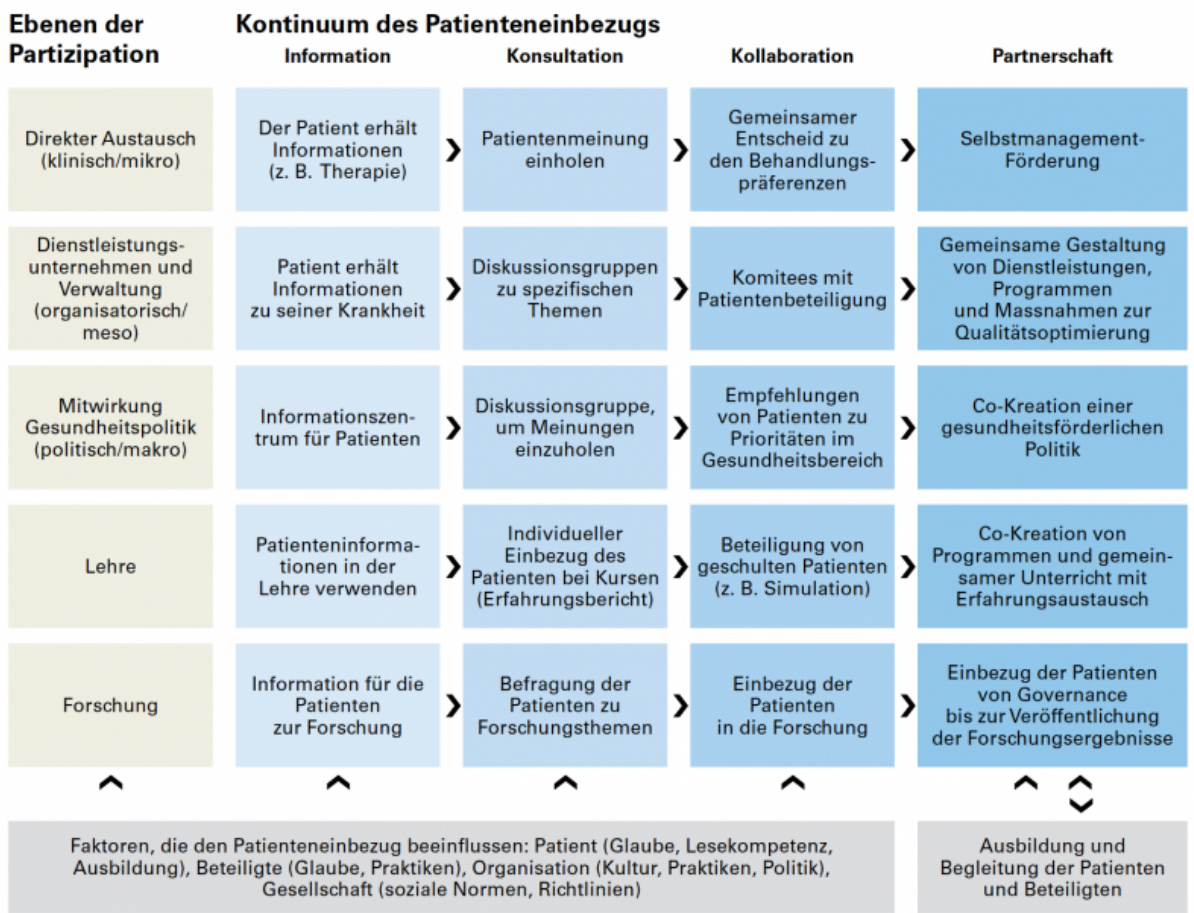 Ebenen der
Partizipation
Kontinuum des Patienteneinbezugs
Information
Konsultation
Kollaboration
Partnerschaft
Direkter Austausch
(klinisch/mikro)
Der Patient erhält
Informationen
(z. B. Therapie)
Patientenmeinung
einholen
Gemeinsamer
Entscheid zu
den Behandlungs-
präferenzen
Selbstmanagement-
Förderung
Dienstleistungs-
unternehmen und
Verwaltung
(organisatorisch/
meso)
Patient erhält
Informationen
zu seiner Krankheit
Diskussionsgruppen
zu spezifischen
Themen
Komitees mit
Patientenbeteiligung
Gemeinsame Gestaltung
von Dienstleistungen,
Programmen
und Massnahmen zur
Qualitätsoptimierung
Mitwirkung
Gesundheitspolitik
(politisch/makro)
Informationszen-
trum für Patienten
Diskussionsgruppe,
um Meinungen
einzuholen
Empfehlungen
von Patienten zu
Prioritäten im
Gesundheitsbereich
Co-Kreation einer
gesundheitsförderlichen
Politik
Lehre
Patienteninforma-
tionen in der
Lehre verwenden
Individueller
Einbezug des
Patienten bei Kursen
(Erfahrungsbericht)
Beteiligung von
geschulten Patienten
(z. B. Simulation)
Co-Kreation von
Programmen und gemein-
samer Unterricht mit
Erfahrungsaustausch
Forschung
Information für die
Patienten
zur Forschung
Befragung der
Patienten zu
Forschungsthemen
Einbezug der
Patienten
in die Forschung
Einbezug der Patienten
von Governance
bis zur Veröffentlichung
der Forschungsergebnisse
Faktoren, die den Patienteneinbezug beeinflussen: Patient (Glaube, Lesekompetenz,
Ausbildung), Beteiligte (Glaube, Praktiken), Organisation (Kultur, Praktiken, Politik),
Gesellschaft (soziale Normen, Richtlinien)
Ausbildung und
Begleitung der Patienten
und Beteiligten